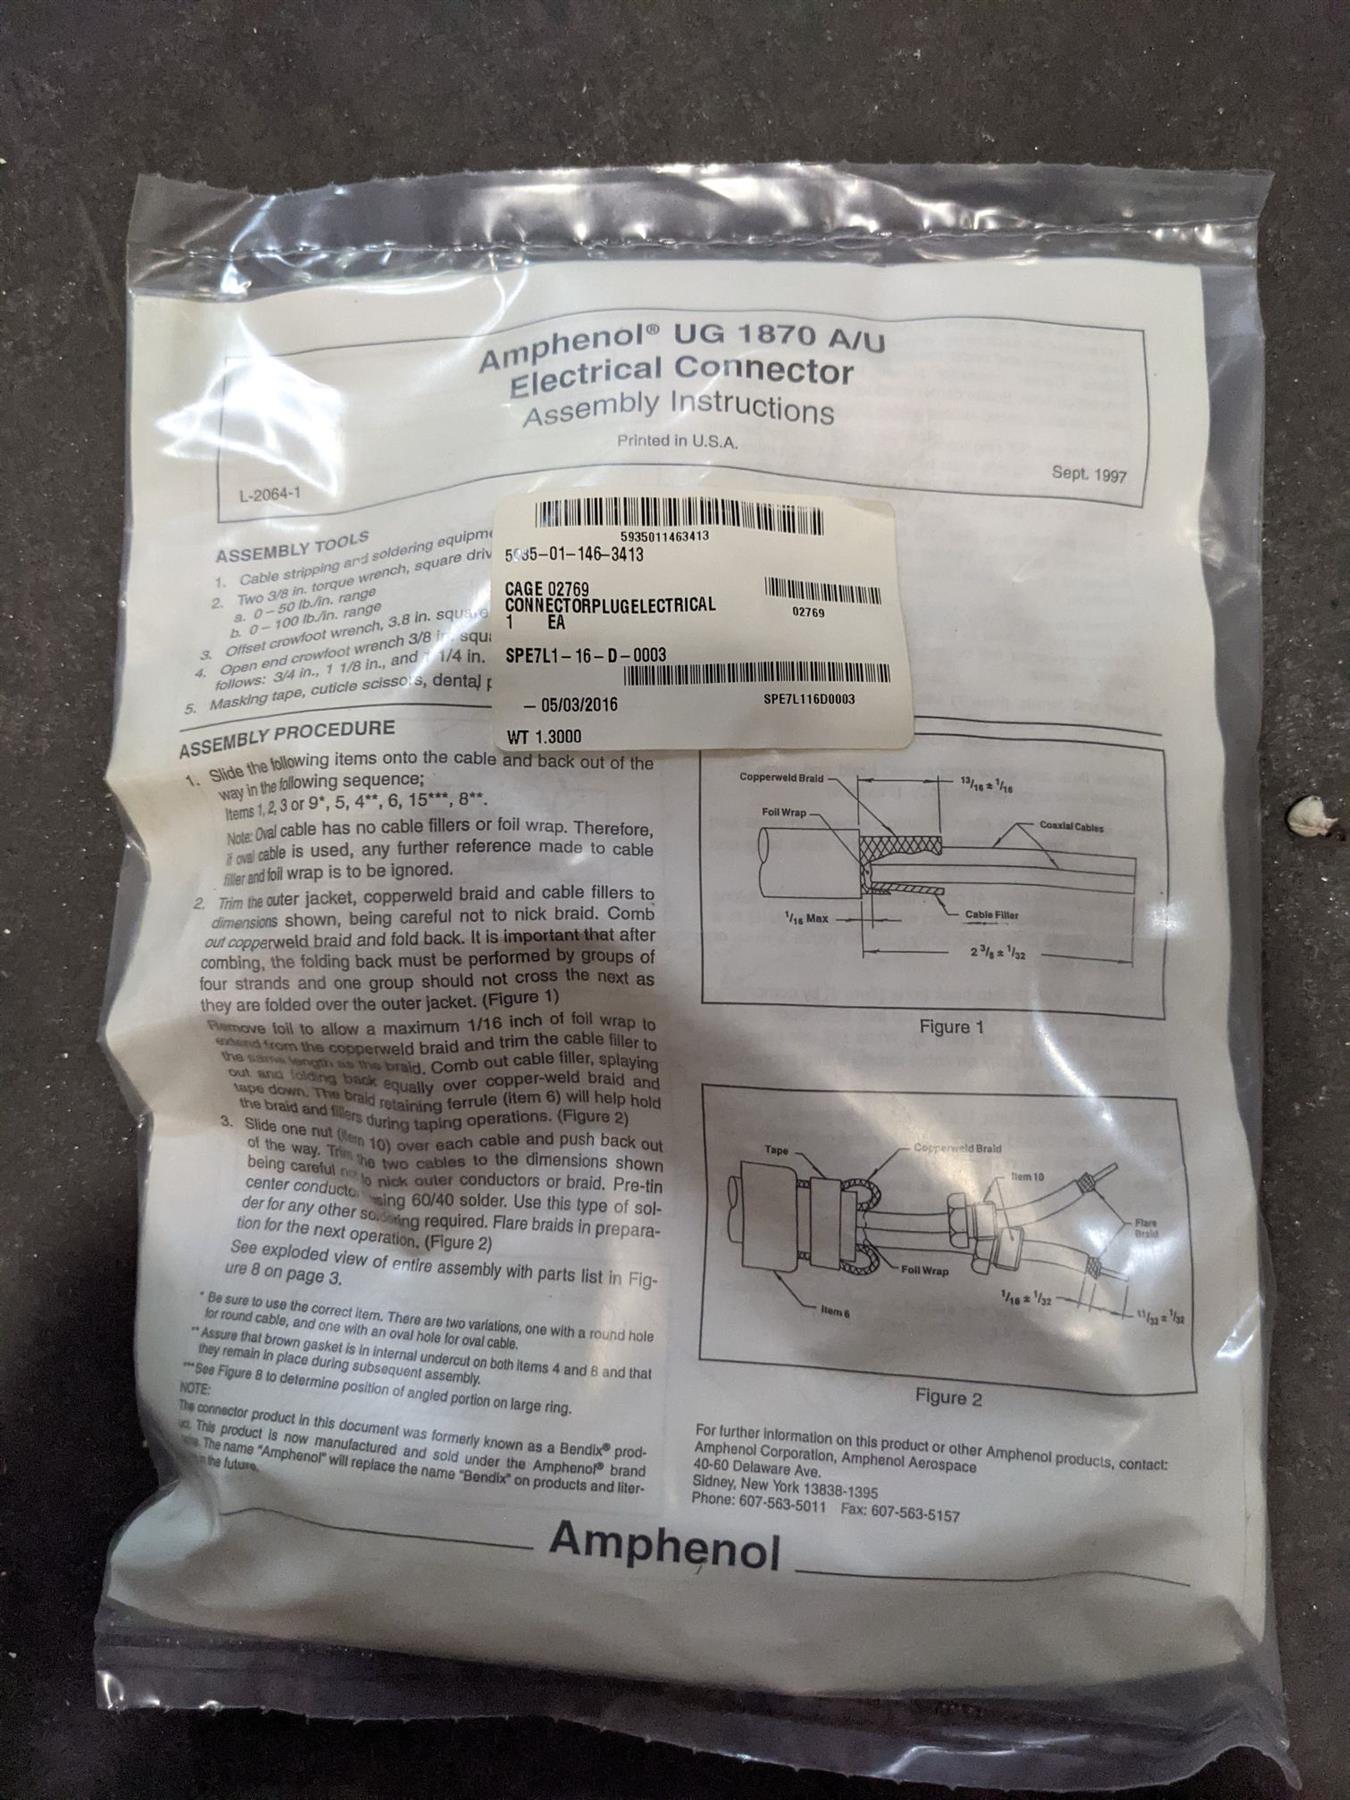 Amphenol® UG 1870 A/U
Electrical Connector
Assembly Instructions
Printed in U.S.A.
L-2064-1
Sept. 1997
5935011463413
5935-01-146-3413
CAGE 02769
CONNECTORPLUGELECTRICAL
02769
1 EA
SPE7L1-16-D-0003
SPE7L116D0003
- 05/03/2016
WT 1.3000
ASSEMBLY TOOLS
1. Cable stripping and soldering
2. Two 3/8 in. torque wrench, square
a. 0–50 lb./in. range
b. 0–100 lb./in. range
3. Offset crowfoot wrench, 3.8 in.
4. Open end crowfoot wrench 3/8
follows: 3/4 in., 1 1/8 in., and 1/4 in.
5. Masking tape, cuticle scissors, dental
ASSEMBLY PROCEDURE
1. Slide the following items onto the cable and back out of the
way in the following sequence;
Items 1, 2, 3 or 9*, 5, 4**, 6, 15***, 8**.
Note: Oval cable has no cable fillers or foil wrap. Therefore,
if oval cable is used, any further reference made to cable
filler and foil wrap is to be ignored.
2. Trim the outer jacket, copperweld braid and cable fillers to
dimensions shown, being careful not to nick braid. Comb
out copperweld braid and fold back. It is important that after
combing, the folding back must be performed by groups of
four strands and one group should not cross the next as
they are folded over the outer jacket. (Figure 1)
Remove foil to allow a maximum 1/16 inch of foil wrap to
extend from the copperweld braid and trim the cable filler to
the same length as the braid. Comb out cable filler, splaying
out and folding back equally over copper-weld braid and
tape down. The braid retaining ferrule (item 6) will help hold
the braid and fillers during taping operations. (Figure 2)
3. Slide one nut (item 10) over each cable and push back out
of the way. Trim the two cables to the dimensions shown
being careful not to nick outer conductors or braid. Pre-tin
center conductor using 60/40 solder. Use this type of sol-
der for any other soldering required. Flare braids in prepara-
tion for the next operation. (Figure 2)
See exploded view of entire assembly with parts list in Fig-
ure 8 on page 3.
* Be sure to use the correct item. There are two variations, one with a round hole
for round cable, and one with an oval hole for oval cable.
** Assure that brown gasket is in internal undercut on both items 4 and 8 and that
they remain in place during subsequent assembly.
*** See Figure 8 to determine position of angled portion on large ring.
NOTE:
The connector product in this document was formerly known as a Bendix® prod-
uct. This product is now manufactured and sold under the Amphenol® brand
The name "Amphenol" will replace the name "Bendix" on products and liter-
the future.
Copperweld Braid
13/16 ± 1/16
Foil Wrap
Coaxial Cables
1/16 Max
Cable Filler
2 3/8 ± 1/32
Figure 1
Tape
Copperweld Braid
Item 10
Flare
Braid
Foil Wrap
Item 6
1/16 ± 1/32
11/32 ± 1/32
Figure 2
For further information on this product or other Amphenol products, contact:
Amphenol Corporation, Amphenol Aerospace
40-60 Delaware Ave.
Sidney, New York 13838-1395
Phone: 607-563-5011 Fax: 607-563-5157
Amphenol